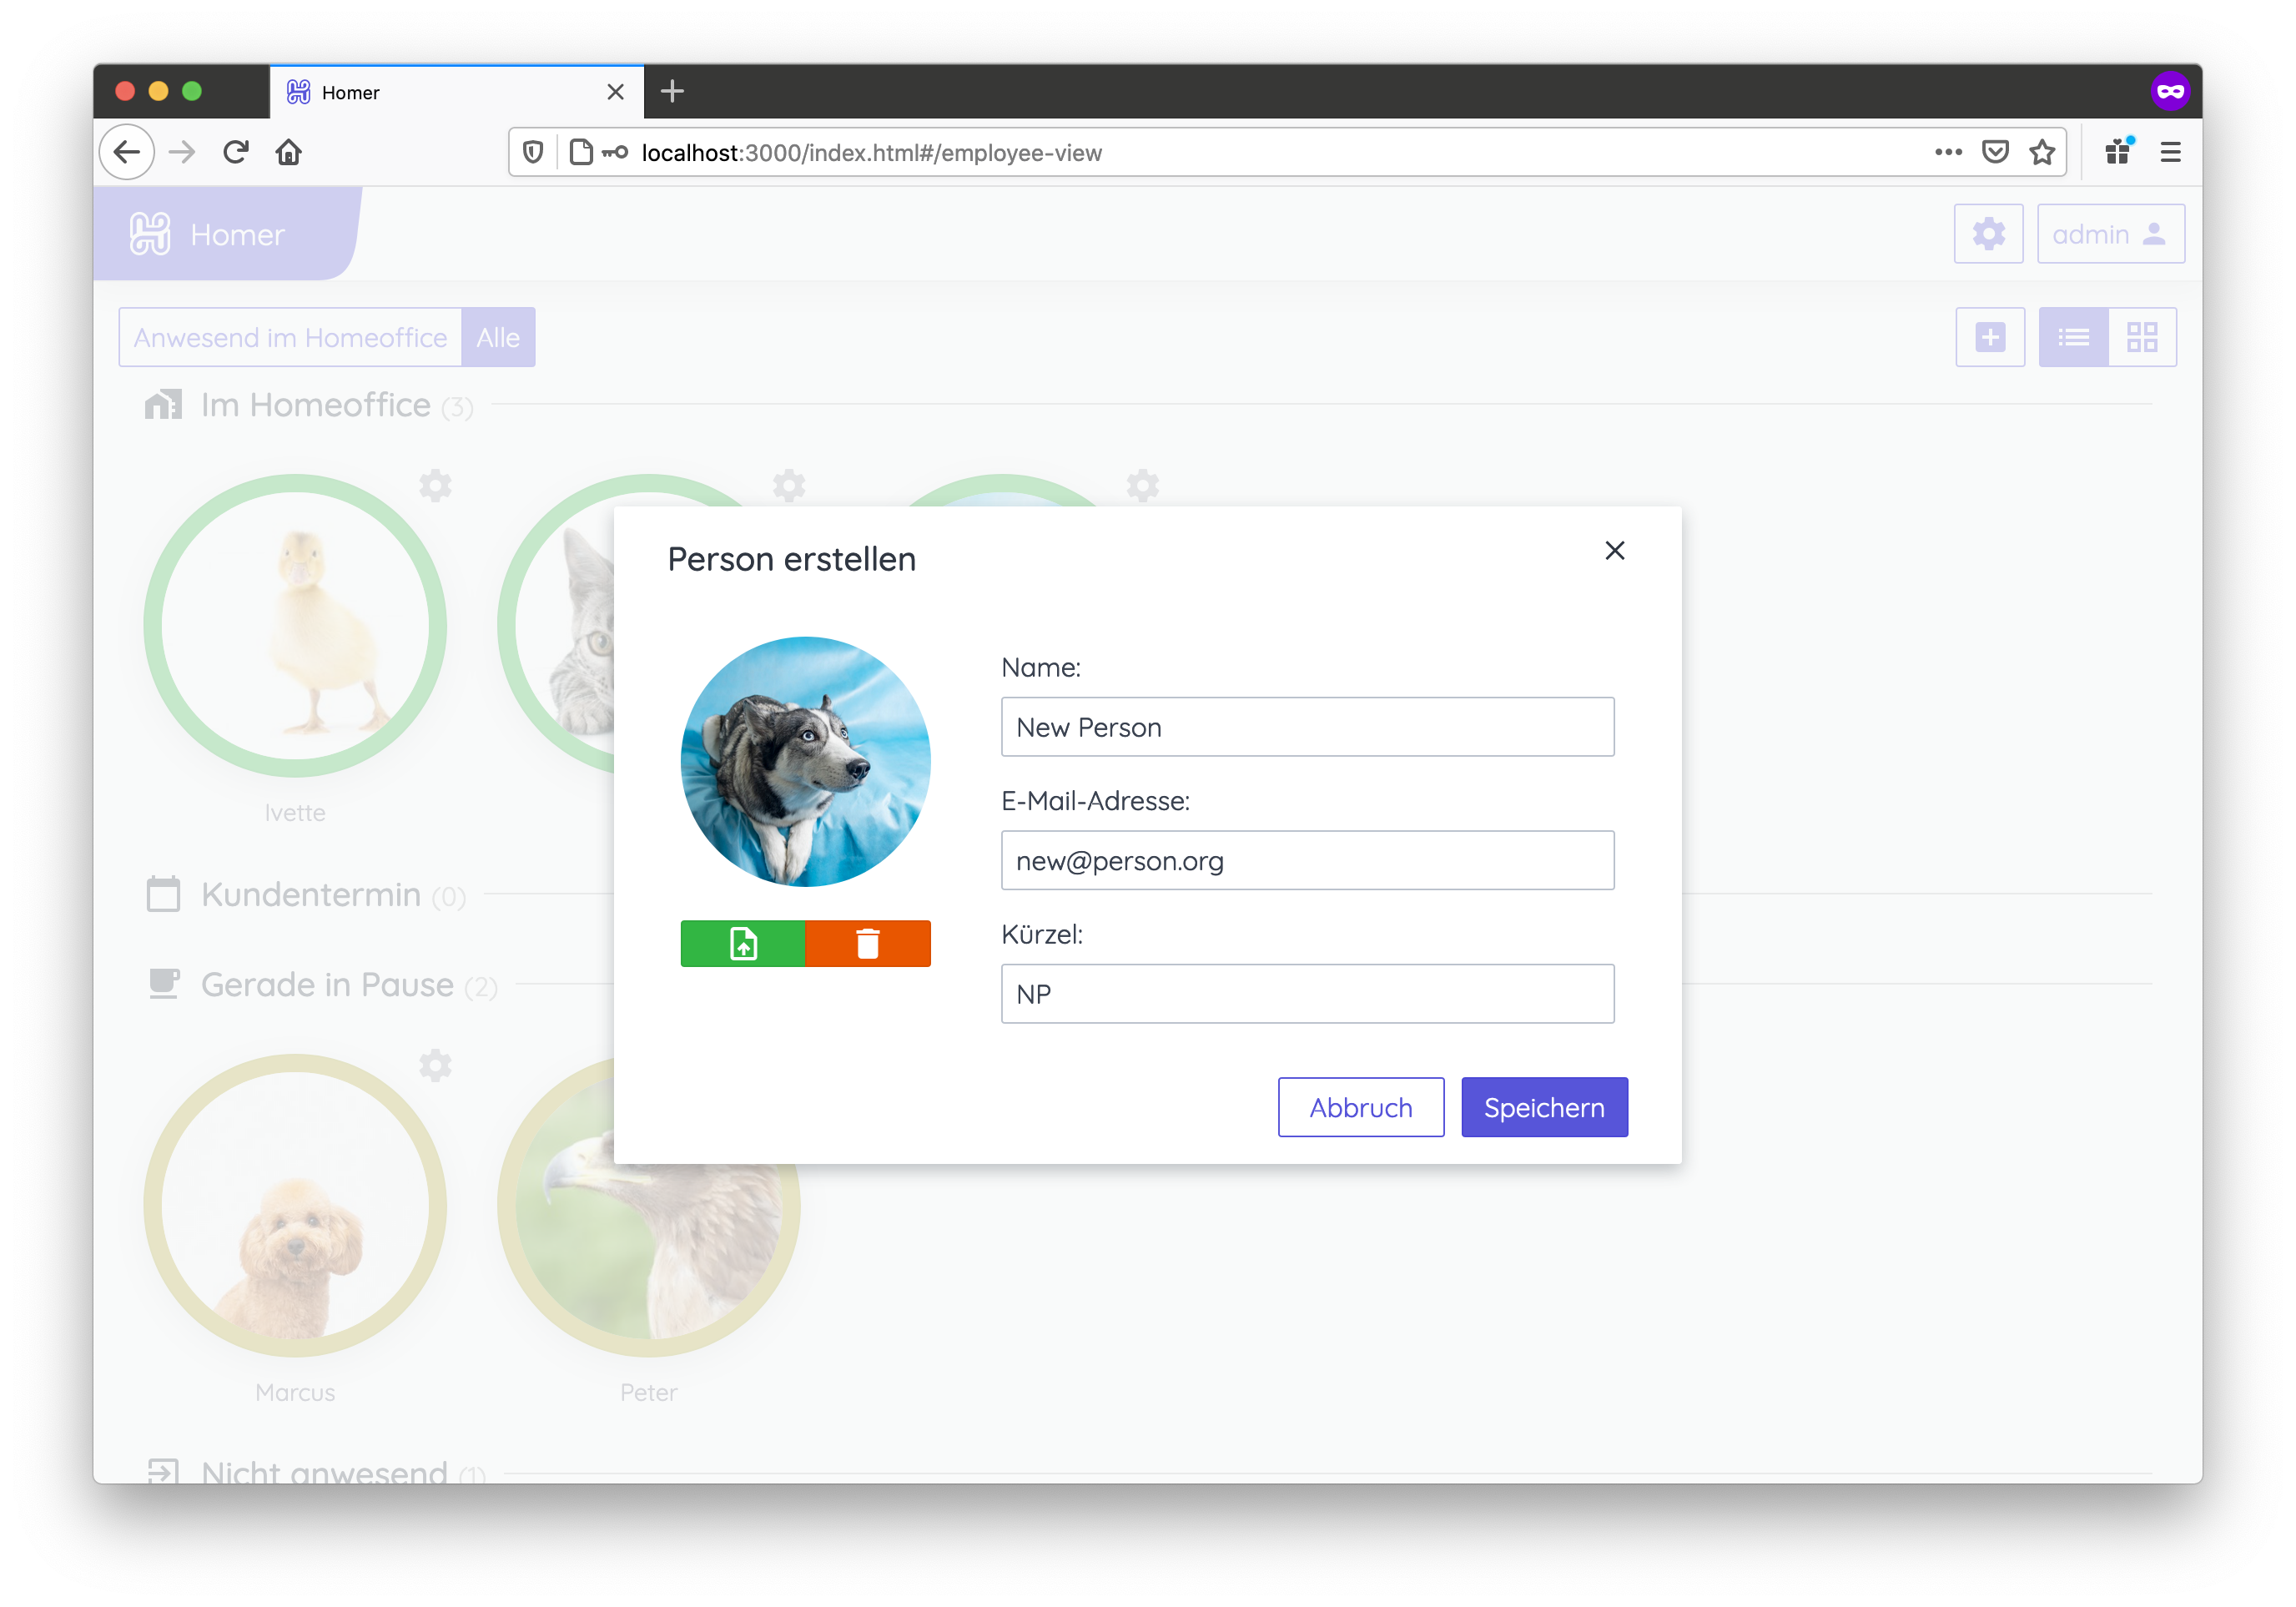 Homer
localhost:3000/index.html#/employee-view
Homer
admin
Anwesend im Homeoffice Alle
Im Homeoffice (3)
Ivette
Kundentermin (0)
Gerade in Pause (2)
Marcus
Peter
Nicht anwesend (1)
Person erstellen
Name:
New Person
E-Mail-Adresse:
new@person.org
Kürzel:
NP
Abbruch
Speichern